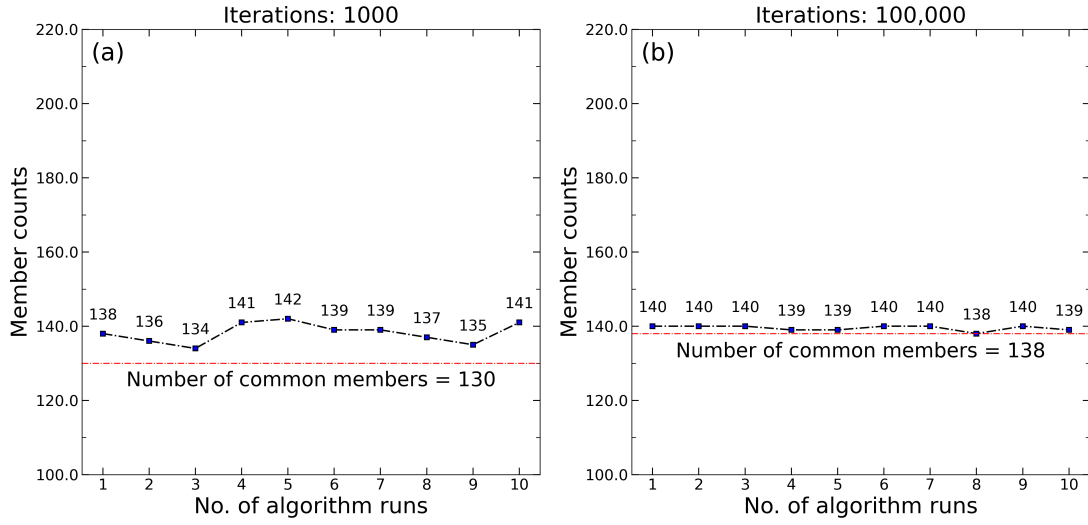 Iterations: 1000
(a)
220.0
200.0
180.0
160.0
140.0
120.0
100.0
Member counts
138
136
134
141
142
139
139
137
135
141
Number of common members = 130
1 2 3 4 5 6 7 8 9 10
No. of algorithm runs
Iterations: 100,000
(b)
220.0
200.0
180.0
160.0
140.0
120.0
100.0
Member counts
140
140
140
139
139
140
140
138
140
139
Number of common members = 138
1 2 3 4 5 6 7 8 9 10
No. of algorithm runs